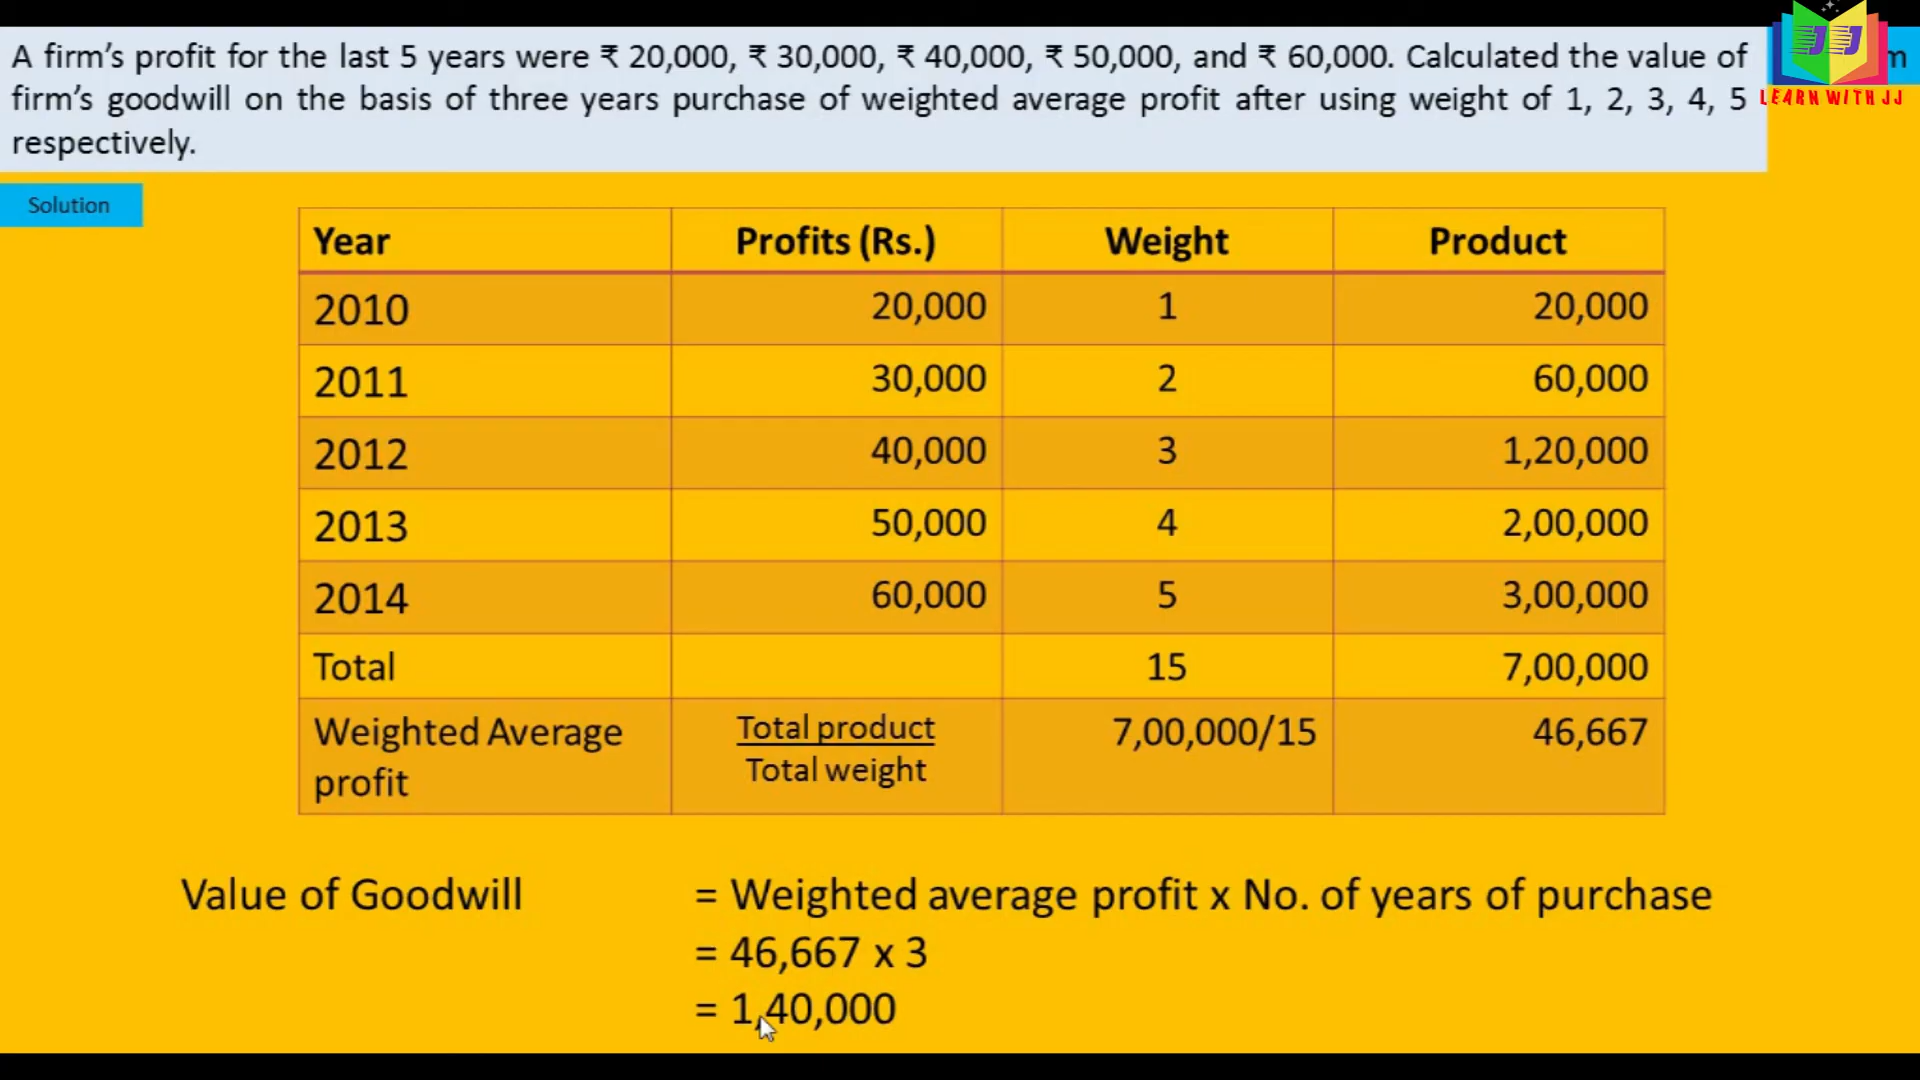 A firm's profit for the last 5 years were ₹ 20,000, ₹ 30,000, ₹ 40,000, ₹ 50,000, and ₹ 60,000. Calculated the value of
firm's goodwill on the basis of three years purchase of weighted average profit after using weight of 1, 2, 3, 4, 5
respectively.
LEARN WITH JJ
Solution
Year Profits (Rs.) Weight Product
2010 20,000 1 20,000
2011 30,000 2 60,000
2012 40,000 3 1,20,000
2013 50,000 4 2,00,000
2014 60,000 5 3,00,000
Total 15 7,00,000
Weighted Average Total product 7,00,000/15 46,667
profit Total weight
Value of Goodwill = Weighted average profit x No. of years of purchase
= 46,667 x 3
= 1,40,000